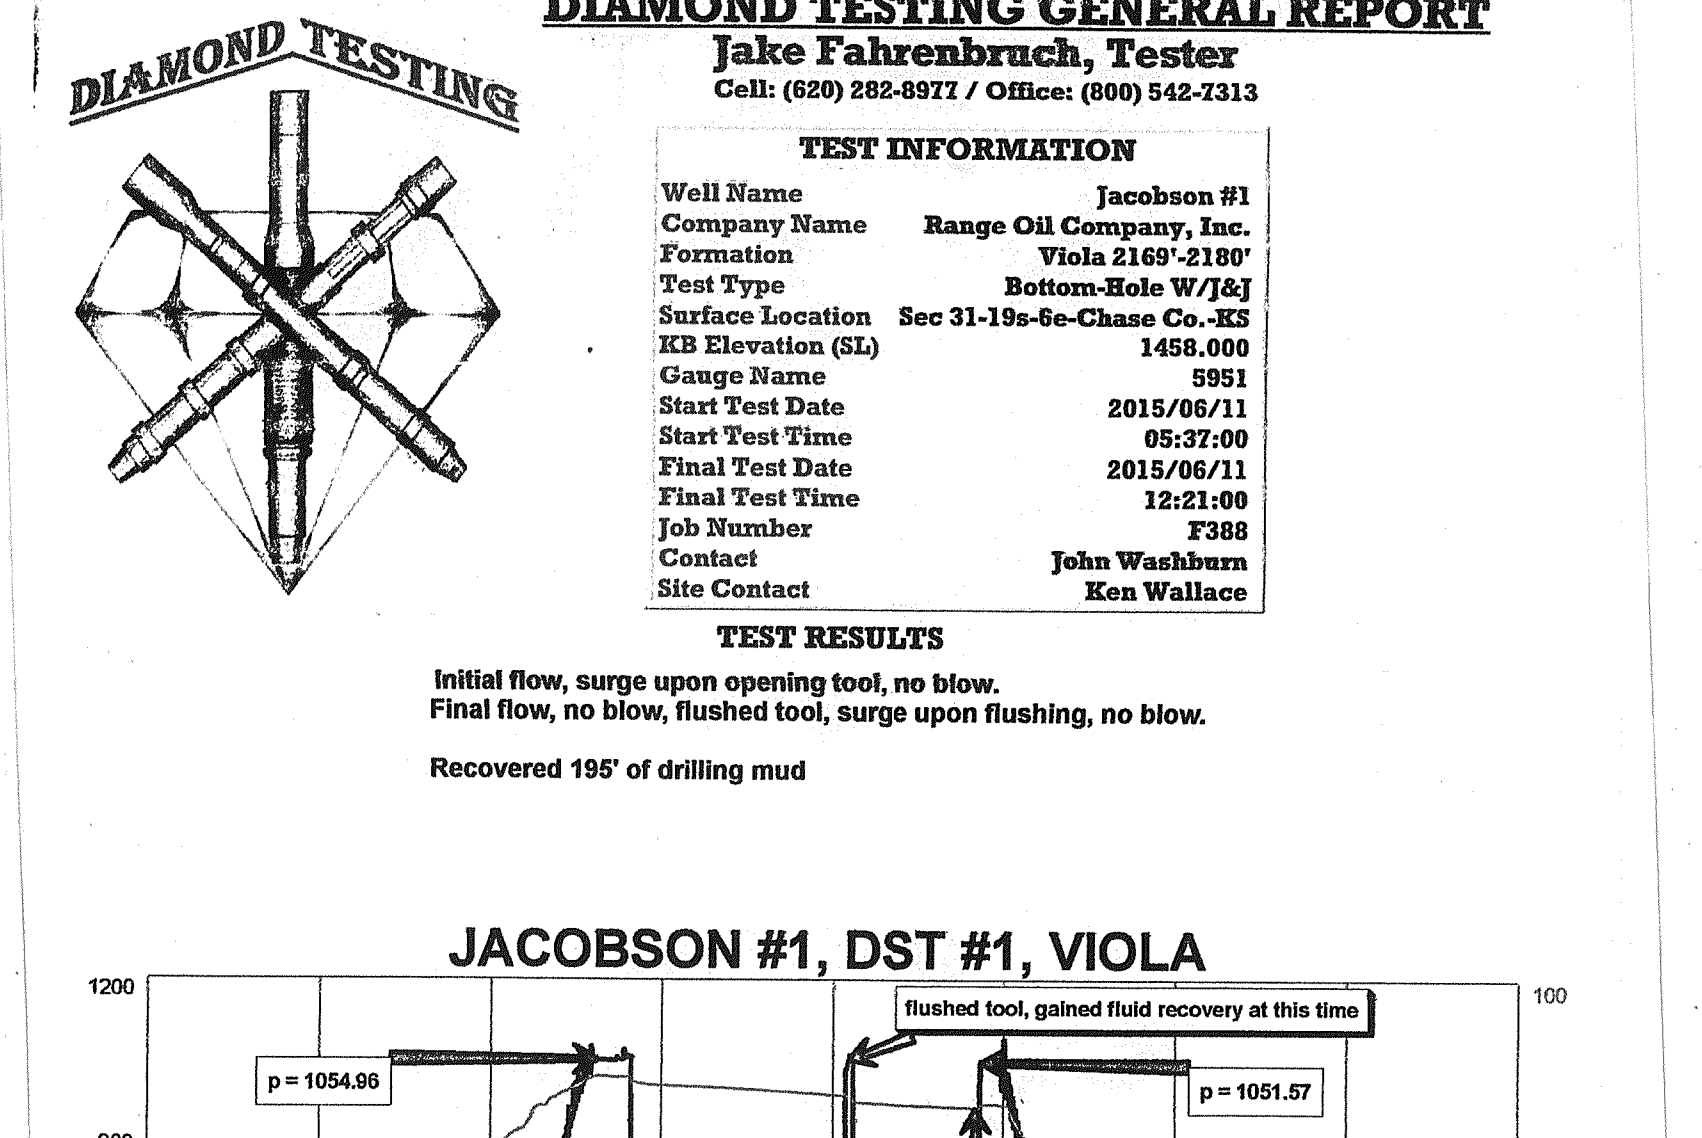 DIAMOND TESTING GENERAL REPORT
DIAMOND TESTING
Jake Fahrenbruch, Tester
Cell: (620) 282-8977 / Office: (800) 542-7313
TEST INFORMATION
Well Name Jacobson #1
Company Name Range Oil Company, Inc.
Formation Viola 2169'-2180'
Test Type Bottom-Hole W/J&J
Surface Location Sec 31-19s-6e-Chase Co.-KS
KB Elevation (SL) 1458.000
Gauge Name 5951
Start Test Date 2015/06/11
Start Test Time 05:37:00
Final Test Date 2015/06/11
Final Test Time 12:21:00
Job Number F388
Contact John Washburn
Site Contact Ken Wallace
TEST RESULTS
Initial flow, surge upon opening tool, no blow.
Final flow, no blow, flushed tool, surge upon flushing, no blow.
Recovered 195' of drilling mud
JACOBSON #1, DST #1, VIOLA
1200
100
flushed tool, gained fluid recovery at this time
p = 1054.96
p = 1051.57